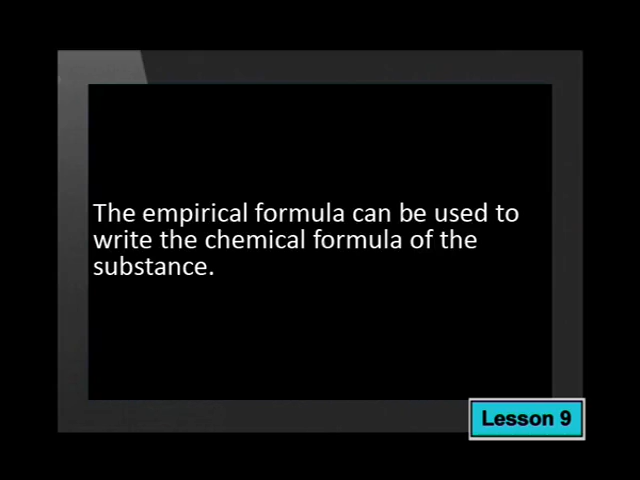 The empirical formula can be used to
write the chemical formula of the
substance.
Lesson 9